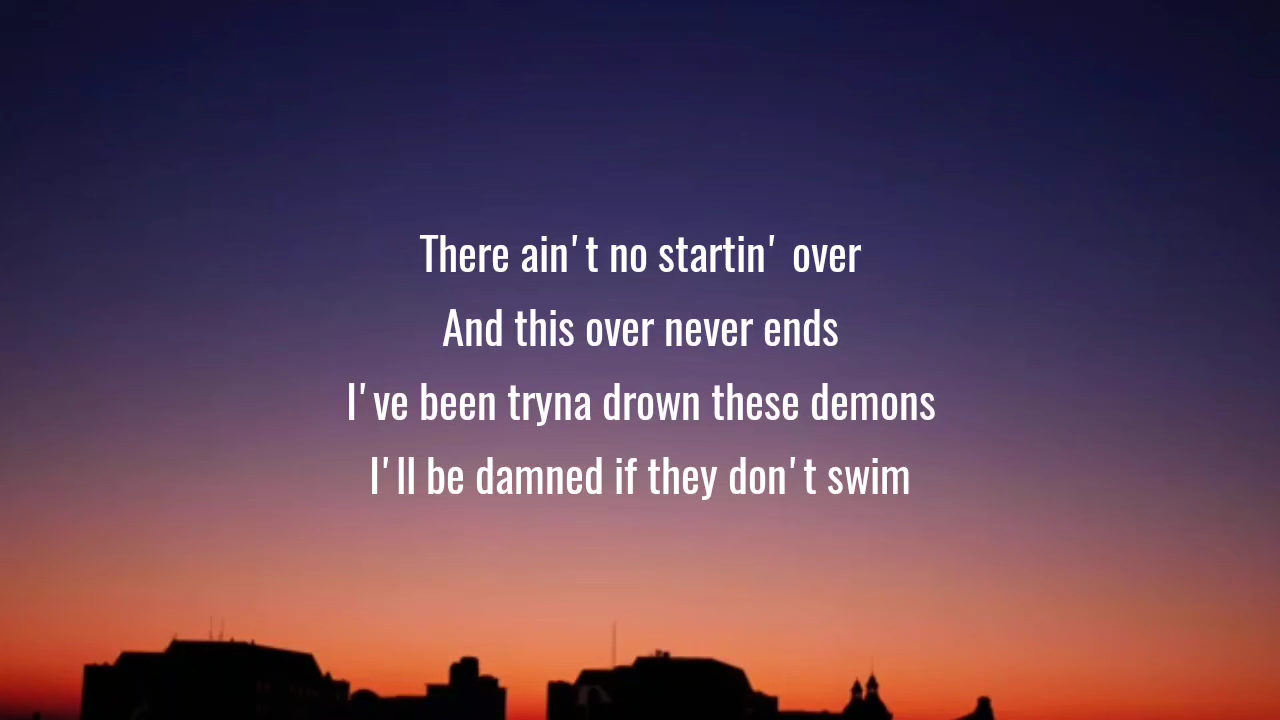 There ain't no startin' over
And this over never ends
I've been tryna drown these demons
I'll be damned if they don't swim